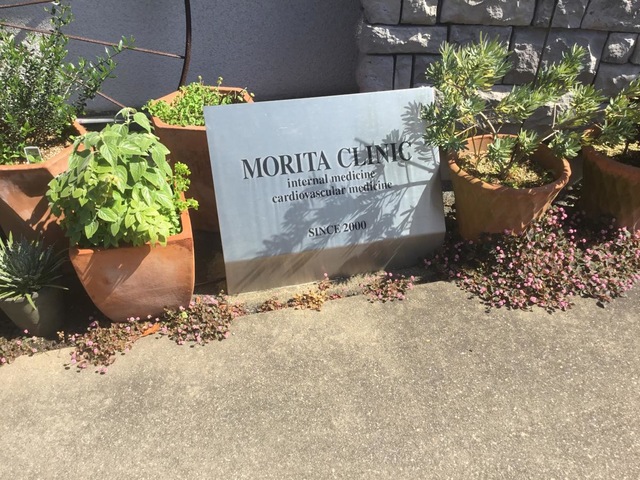 MORITA CLINIC
internal medicine
cardiovascular medicine
SINCE 2000